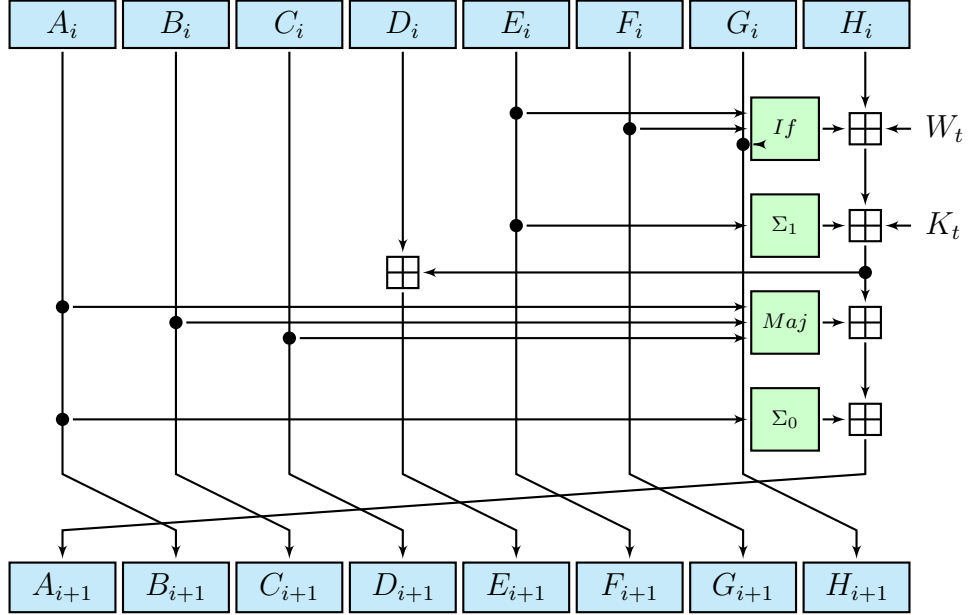 A_i B_i C_i D_i E_i F_i G_i H_i
If W_t
Σ_1 K_t
Maj
Σ_0
A_{i+1} B_{i+1} C_{i+1} D_{i+1} E_{i+1} F_{i+1} G_{i+1} H_{i+1}